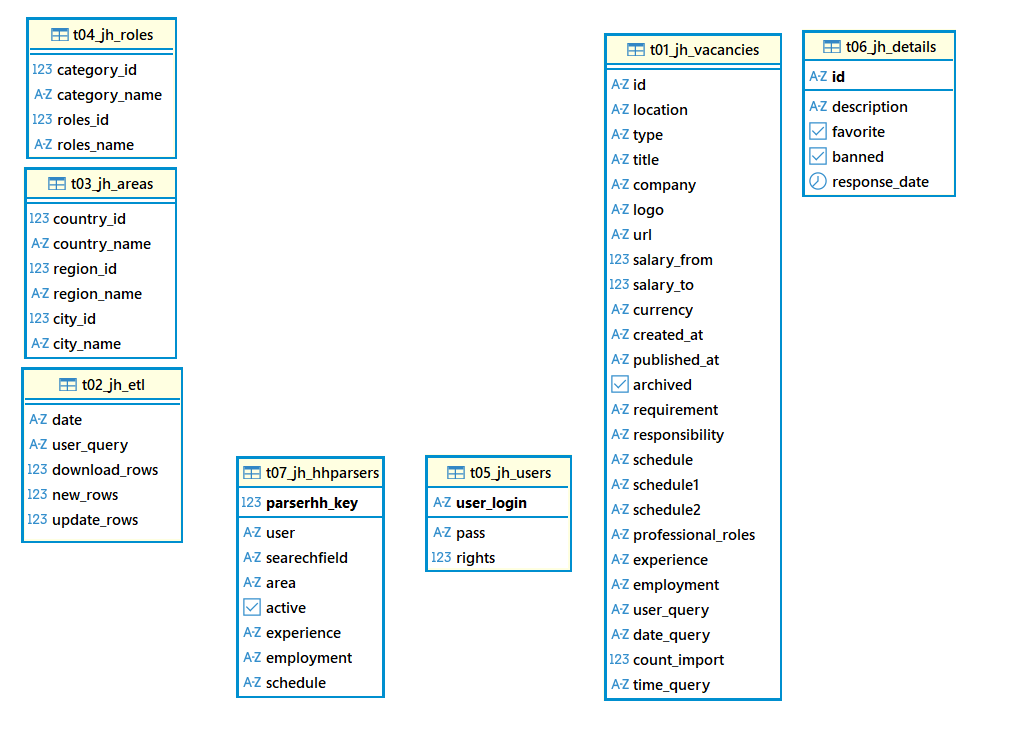 t04_jh_roles
123 category_id
A-Z category_name
123 roles_id
A-Z roles_name
t03_jh_areas
123 country_id
A-Z country_name
123 region_id
A-Z region_name
123 city_id
A-Z city_name
t02_jh_etl
A-Z date
A-Z user_query
123 download_rows
123 new_rows
123 update_rows
t07_jh_hhparsers
123 parserhh_key
A-Z user
A-Z searechfield
A-Z area
active
A-Z experience
A-Z employment
A-Z schedule
t05_jh_users
A-Z user_login
A-Z pass
123 rights
t01_jh_vacancies
A-Z id
A-Z location
A-Z type
A-Z title
A-Z company
A-Z logo
A-Z url
123 salary_from
123 salary_to
A-Z currency
A-Z created_at
A-Z published_at
archived
A-Z requirement
A-Z responsibility
A-Z schedule
A-Z schedule1
A-Z schedule2
A-Z professional_roles
A-Z experience
A-Z employment
A-Z user_query
A-Z date_query
123 count_import
A-Z time_query
t06_jh_details
A-Z id
A-Z description
favorite
banned
response_date